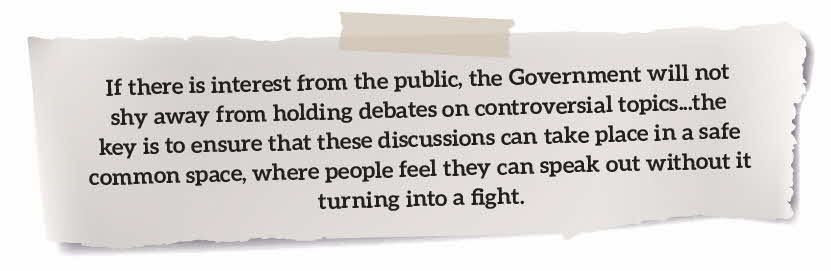 If there is interest from the public, the Government will not
shy away from holding debates on controversial topics...the
key is to ensure that these discussions can take place in a safe
common space, where people feel they can speak out without it
turning into a fight.